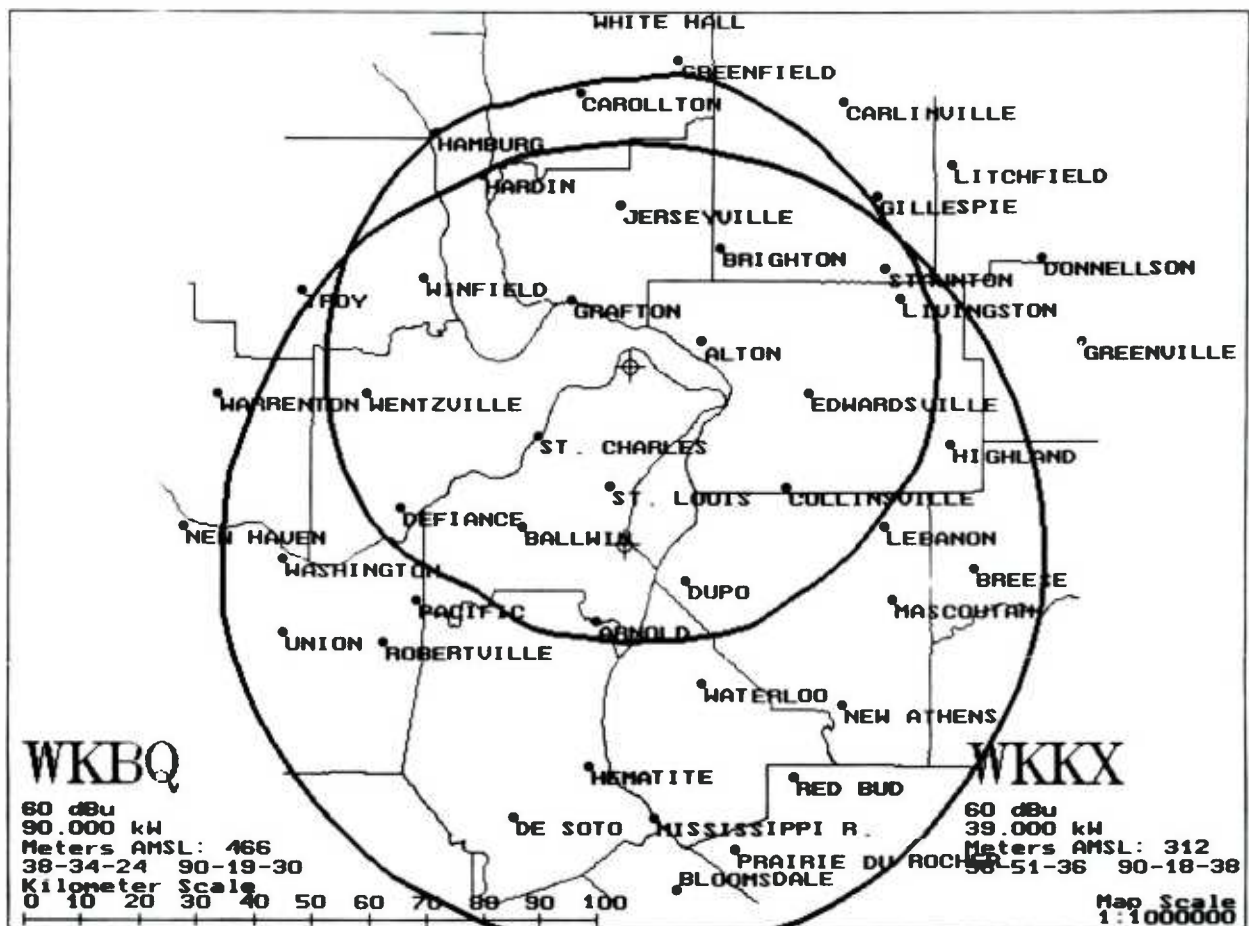 WHITE HALL
GREENFIELD
CAROLLTON
CARLINVILLE
HAMBURG
LITCHFIELD
HARDIN
GILLESPIE
JERSEYVILLE
BRIGHTON
DONNELLSON
STAUNTON
WINFIELD
TROY
GRAFTON
LIVINGSTON
ALTON
GREENVILLE
WARRENTON
WENTZVILLE
EDWARDSVILLE
ST. CHARLES
HIGHLAND
ST. LOUIS
COLLINSVILLE
DEFIANCE
NEW HAVEN
BALLWIN
LEBANON
WASHINGTON
BREESE
DUPO
PACIFIC
MASCOUTAH
UNION
ARNOLD
ROBERTVILLE
WATERLOO
NEW ATHENS
HEMATITE
RED BUD
DE SOTO
MISSISSIPPI R.
PRAIRIE DU ROCHER
BLOOMSDALE
WKBQ
60 dBu
90.000 kW
Meters AMSL: 466
38-34-24 90-19-30
Kilometer Scale
0 10 20 30 40 50 60 70 80 90 100
WKKX
60 dBu
39.000 kW
Meters AMSL: 312
38-51-36 90-18-38
Map Scale
1:1000000